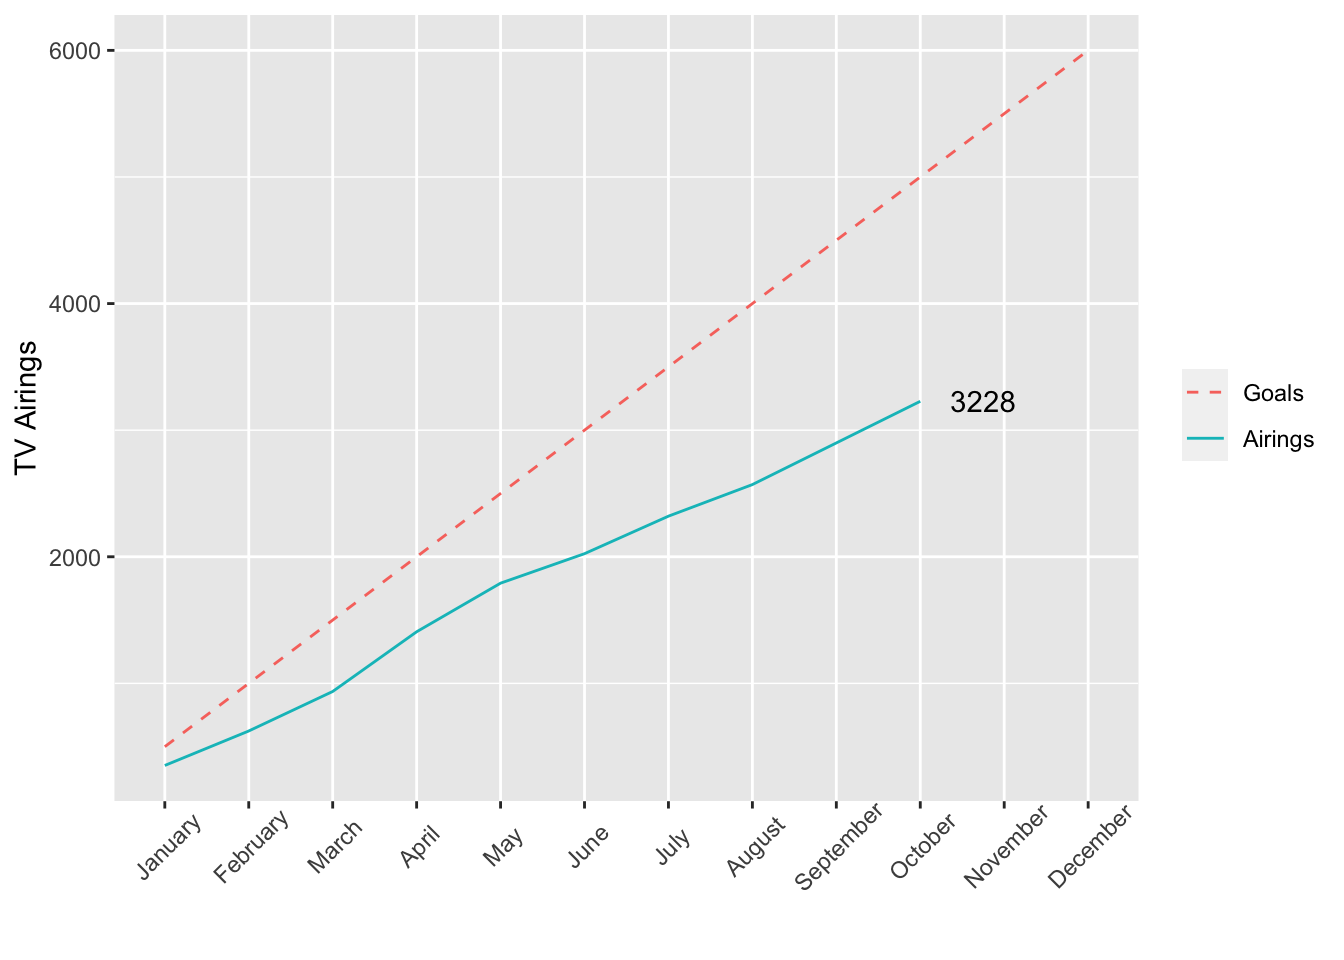 6000
4000
2000
TV Airings
3228
Goals
Airings
January
February
March
April
May
June
July
August
September
October
November
December